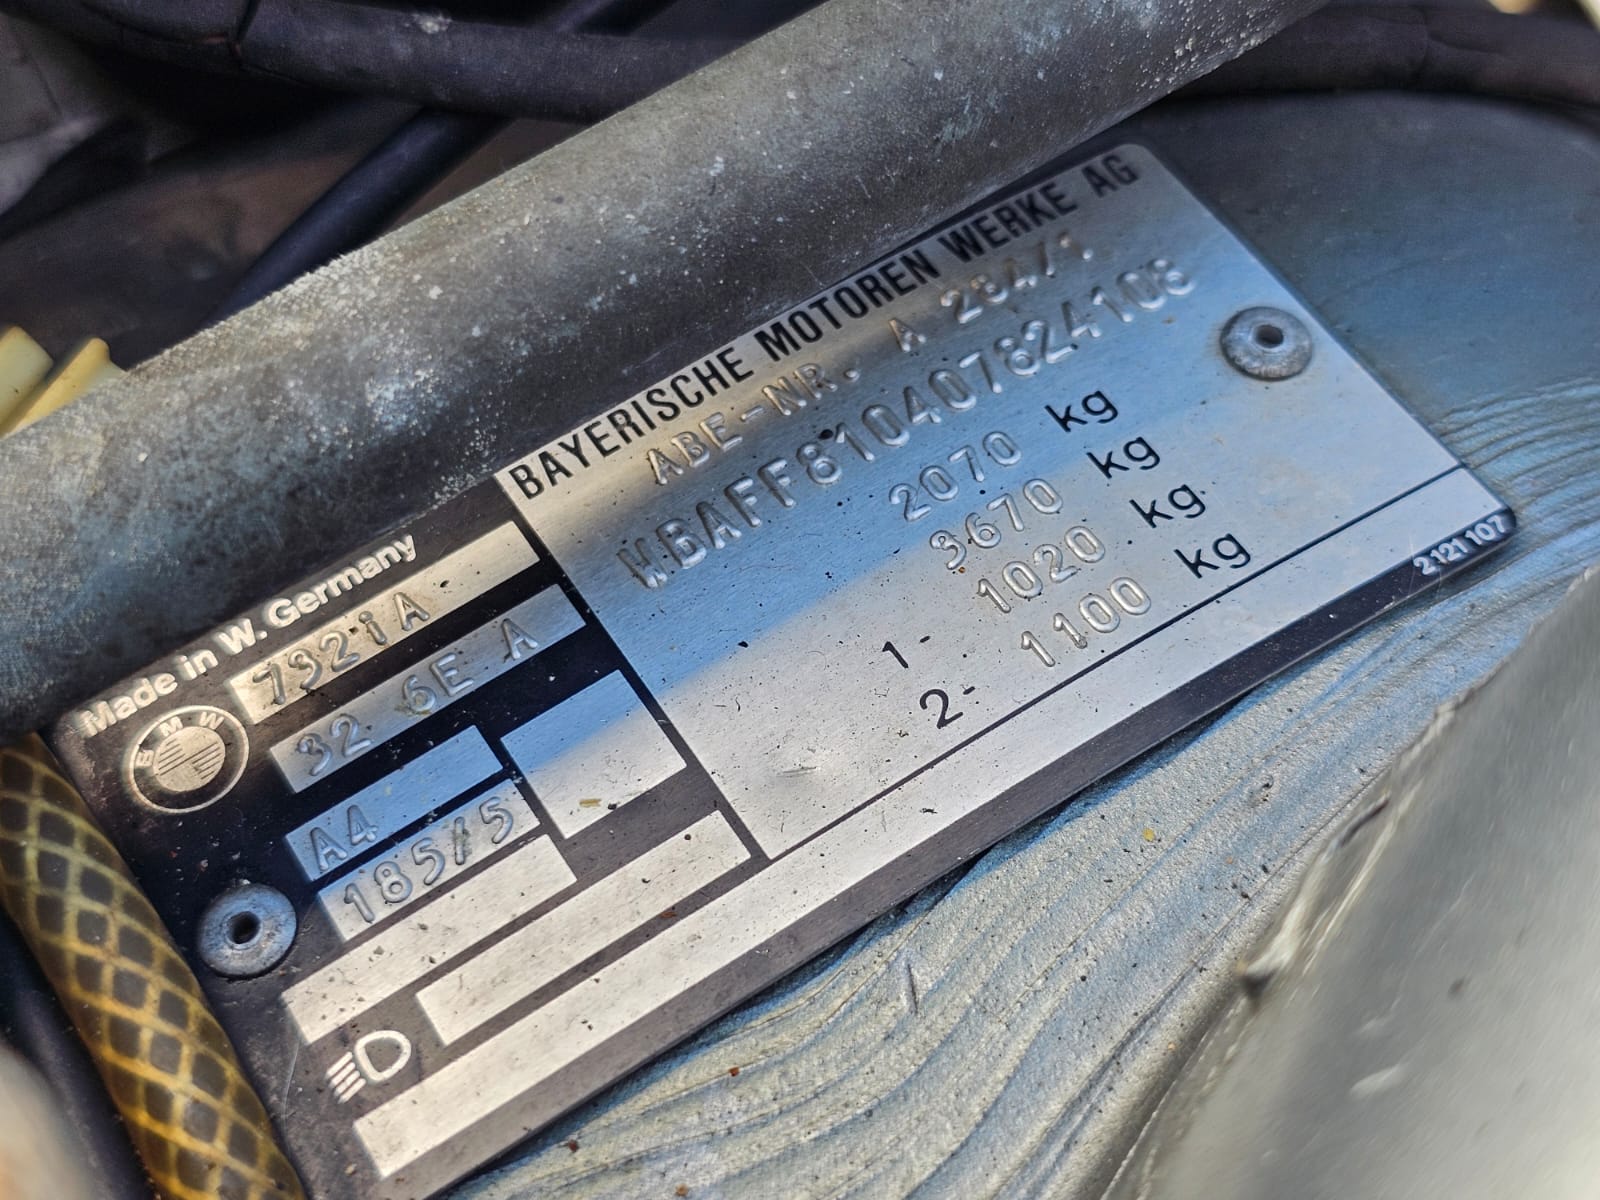 BAYERISCHE MOTOREN WERKE AG
ABE-NR. A 284/1
WBAFF810407824108
2070 kg
3670 kg
1- 1020 kg
2- 1100 kg
2 121 107
Made in W. Germany
BMW
732iA
32 6E A
A4
185/5